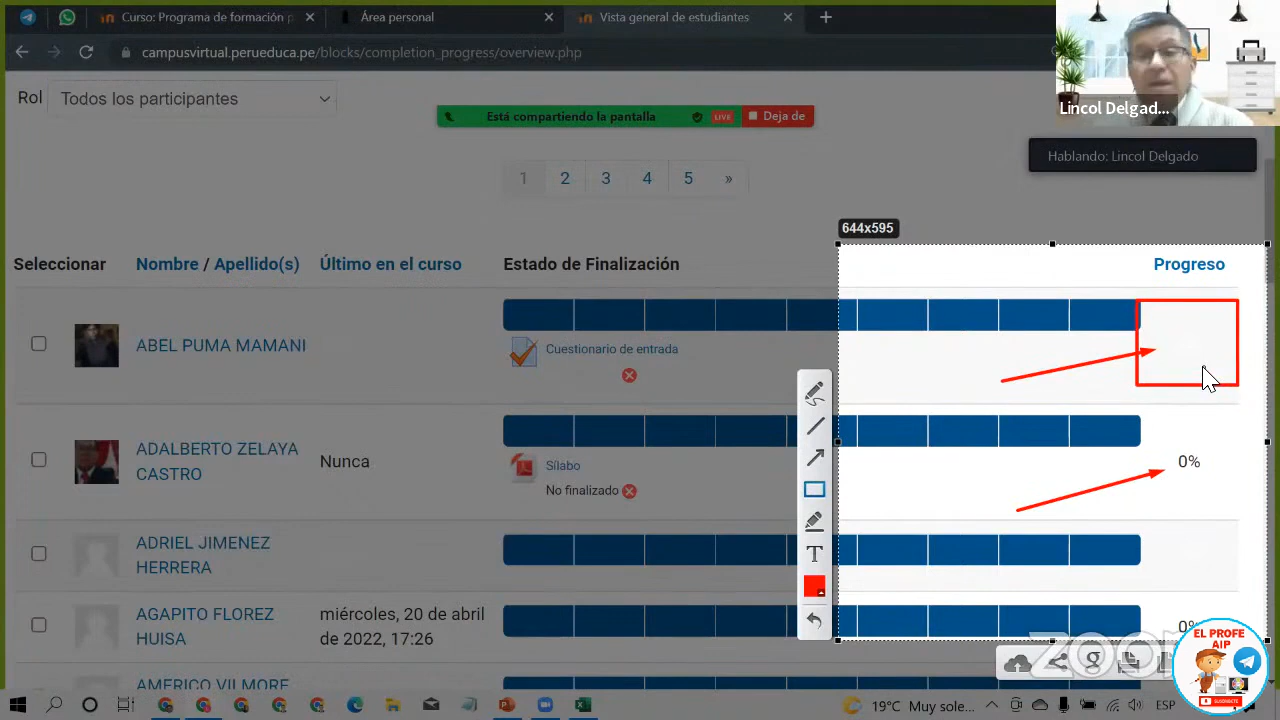 Curso: Programa de formación p
Área personal
Vista general de estudiantes
campusvirtual.perueduca.pe/blocks/completion_progress/overview.php
Lincol Delgad...
Rol
Todos los participantes
Está compartiendo la pantalla
LIVE
Deja de
Hablando: Lincol Delgado
1 2 3 4 5 »
644x595
Seleccionar
Nombre / Apellido(s)
Último en el curso
Estado de Finalización
Progreso
ABEL PUMA MAMANI
Cuestionario de entrada
ADALBERTO ZELAYA
CASTRO
Nunca
Sílabo
No finalizado
0%
ADRIEL JIMENEZ
HERRERA
AGAPITO FLOREZ
HUISA
miércoles, 20 de abril
de 2022, 17:26
0%
T
g
zoom
EL PROFE
AIP
SUSCRIBETE
AMERICO VILMORE
19°C Muy sole...
ESP